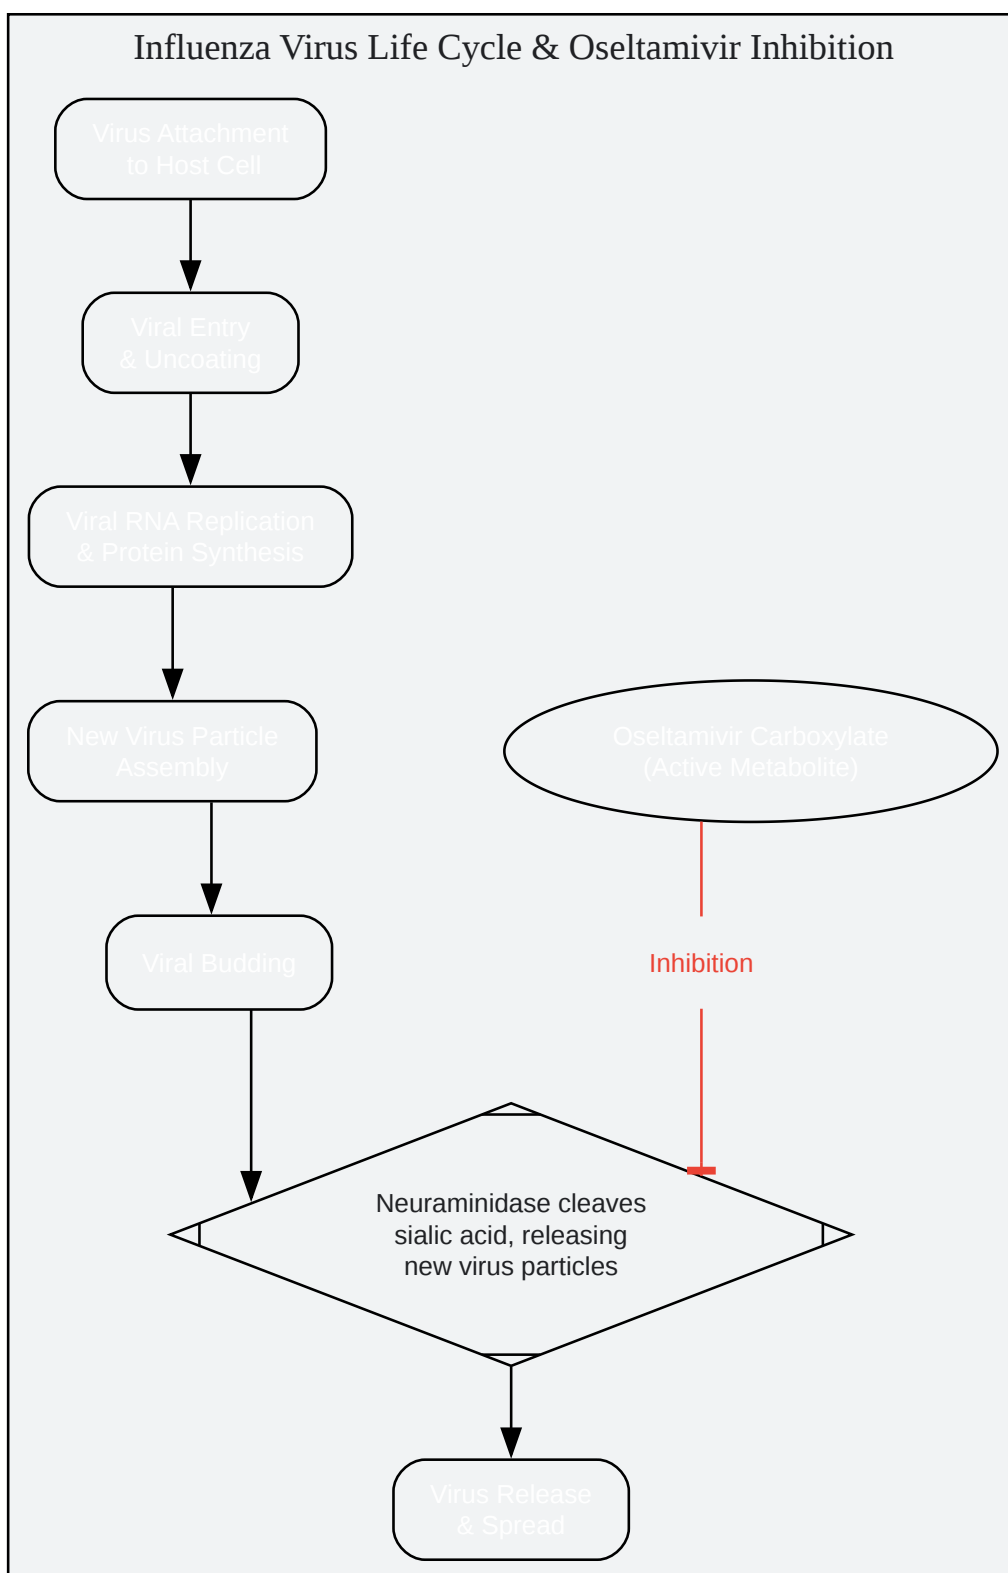 Influenza Virus Life Cycle & Oseltamivir Inhibition
Virus Attachment
to Host Cell
Viral Entry
& Uncoating
Viral RNA Replication
& Protein Synthesis
New Virus Particle
Assembly
Oseltamivir Carboxylate
(Active Metabolite)
Viral Budding
Inhibition
Neuraminidase cleaves
sialic acid, releasing
new virus particles
Virus Release
& Spread